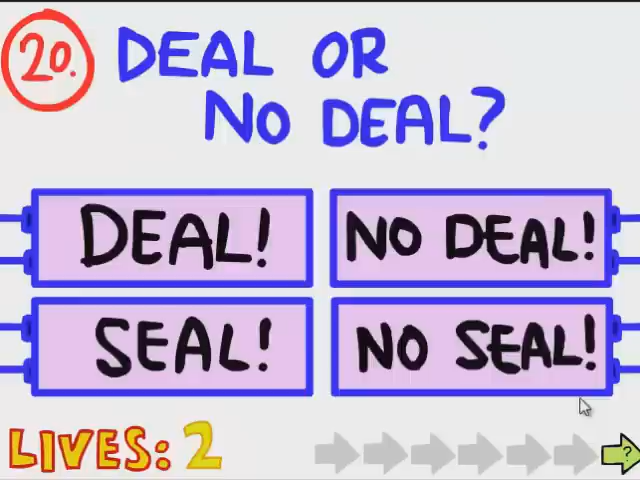 20.
DEAL OR
NO DEAL?
DEAL!
NO DEAL!
SEAL!
NO SEAL!
LIVES: 2
?